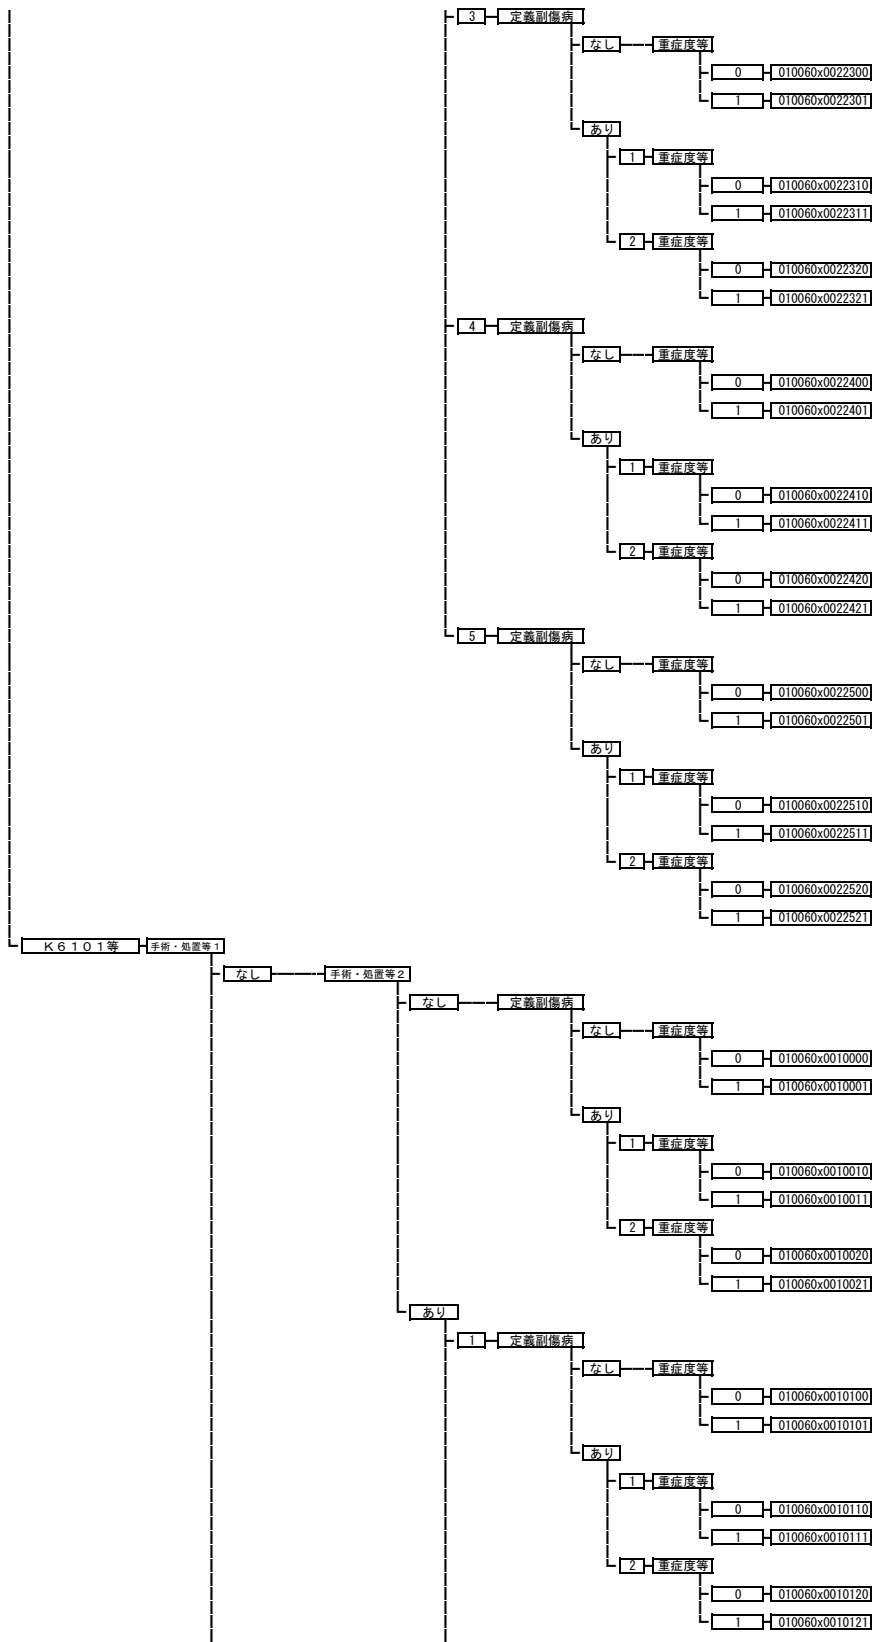 3 定義副傷病
なし 重症度等
0 010060x0022300
1 010060x0022301
あり
1 重症度等
0 010060x0022310
1 010060x0022311
2 重症度等
0 010060x0022320
1 010060x0022321
4 定義副傷病
なし 重症度等
0 010060x0022400
1 010060x0022401
あり
1 重症度等
0 010060x0022410
1 010060x0022411
2 重症度等
0 010060x0022420
1 010060x0022421
5 定義副傷病
なし 重症度等
0 010060x0022500
1 010060x0022501
あり
1 重症度等
0 010060x0022510
1 010060x0022511
2 重症度等
0 010060x0022520
1 010060x0022521
K6101等 手術・処置等1
なし 手術・処置等2
なし 定義副傷病
なし 重症度等
0 010060x0010000
1 010060x0010001
あり
1 重症度等
0 010060x0010010
1 010060x0010011
2 重症度等
0 010060x0010020
1 010060x0010021
あり
1 定義副傷病
なし 重症度等
0 010060x0010100
1 010060x0010101
あり
1 重症度等
0 010060x0010110
1 010060x0010111
2 重症度等
0 010060x0010120
1 010060x0010121